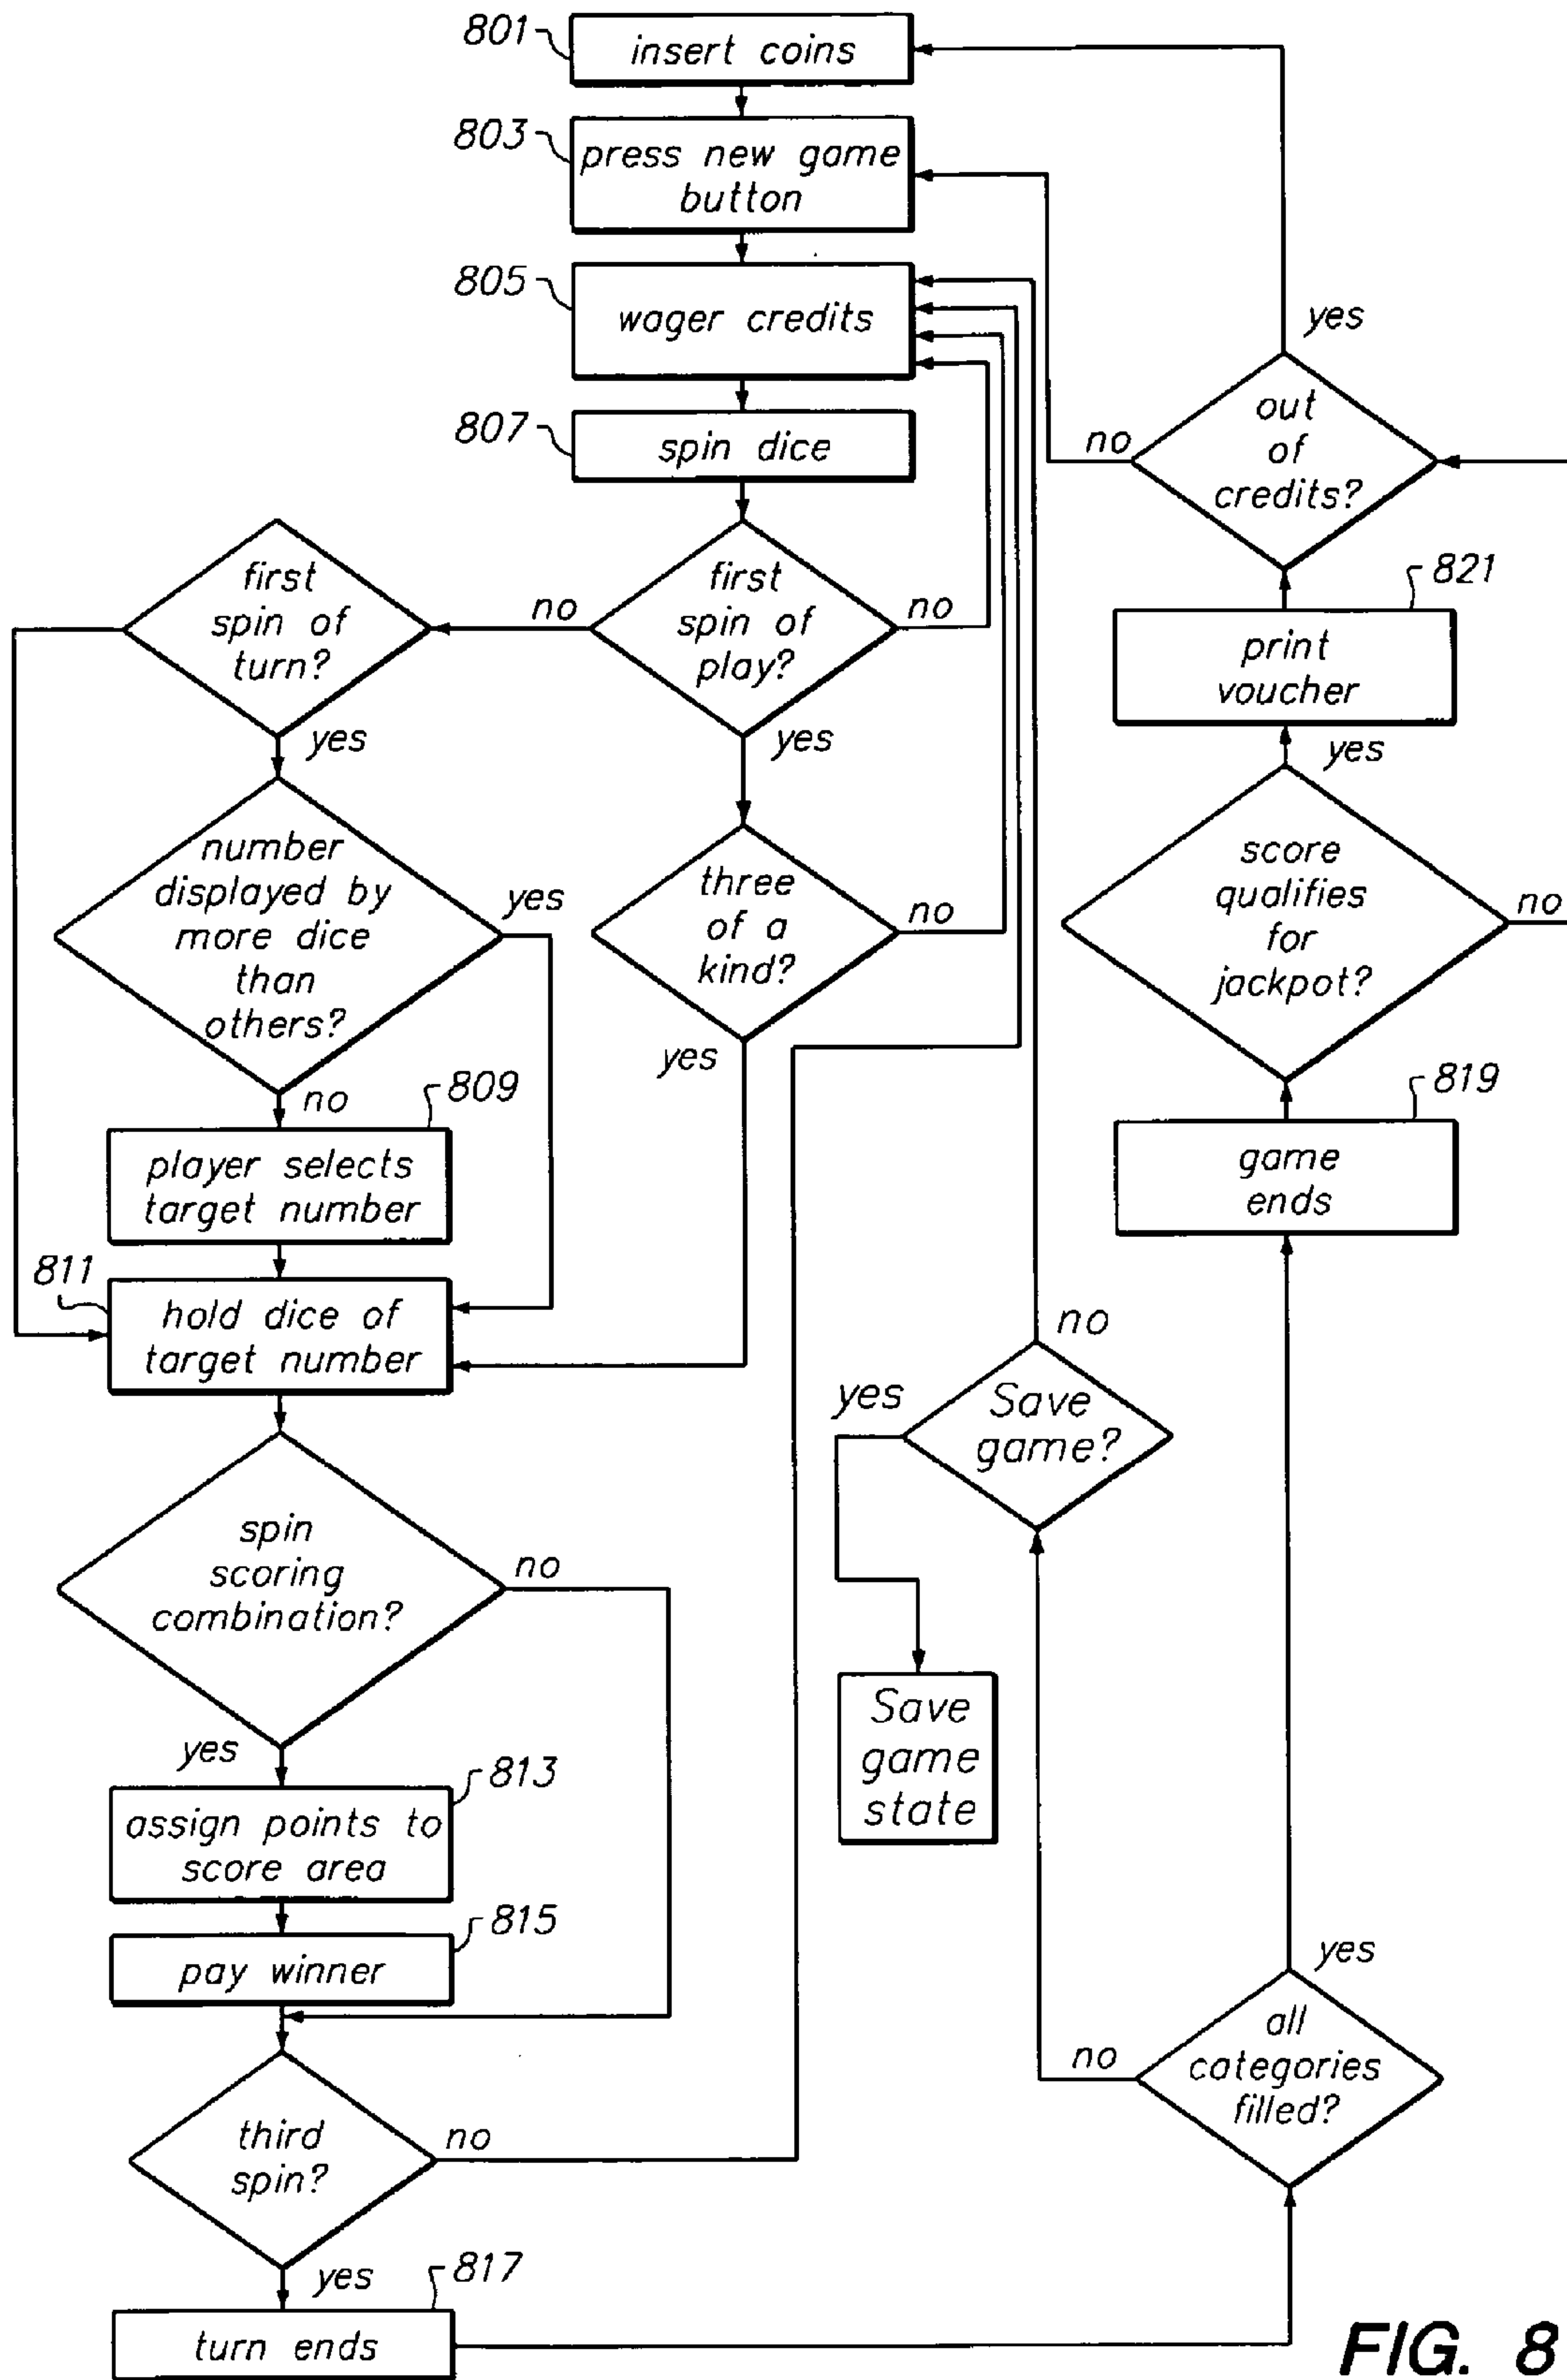 801
insert coins
803
press new game
button
805
wager credits
yes
out
of
credits?
no
807
spin dice
first
spin of
turn?
no
first
spin of
play?
no
821
print
voucher
yes
yes
yes
number
displayed by
more dice
than
others?
yes
three
of a
kind?
no
score
qualifies
for
jackpot?
no
yes
no
809
819
player selects
target number
game
ends
811
hold dice of
target number
no
yes
Save
game?
spin
scoring
combination?
no
Save
game
state
yes
813
assign points to
score area
815
pay winner
yes
all
categories
filled?
no
third
spin?
no
yes
817
turn ends
FIG. 8